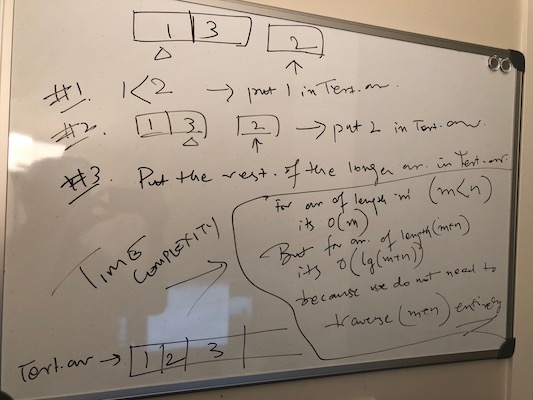 1 3 2
#1. 1<2 → put 1 in Tert.ar.
#2. 1 3 2 → put 2 in Tert.arr.
#3. Put the rest. of the longer arr. in Tert.arr
For arr of length 'm' (m<n)
its O(m)
But for arr. of length (m+n)
its O(lg(m+n))
because we do not need to
traverse (m+n) entirely
TIME
COMPLEXITY
Tert.arr → 1 2 3